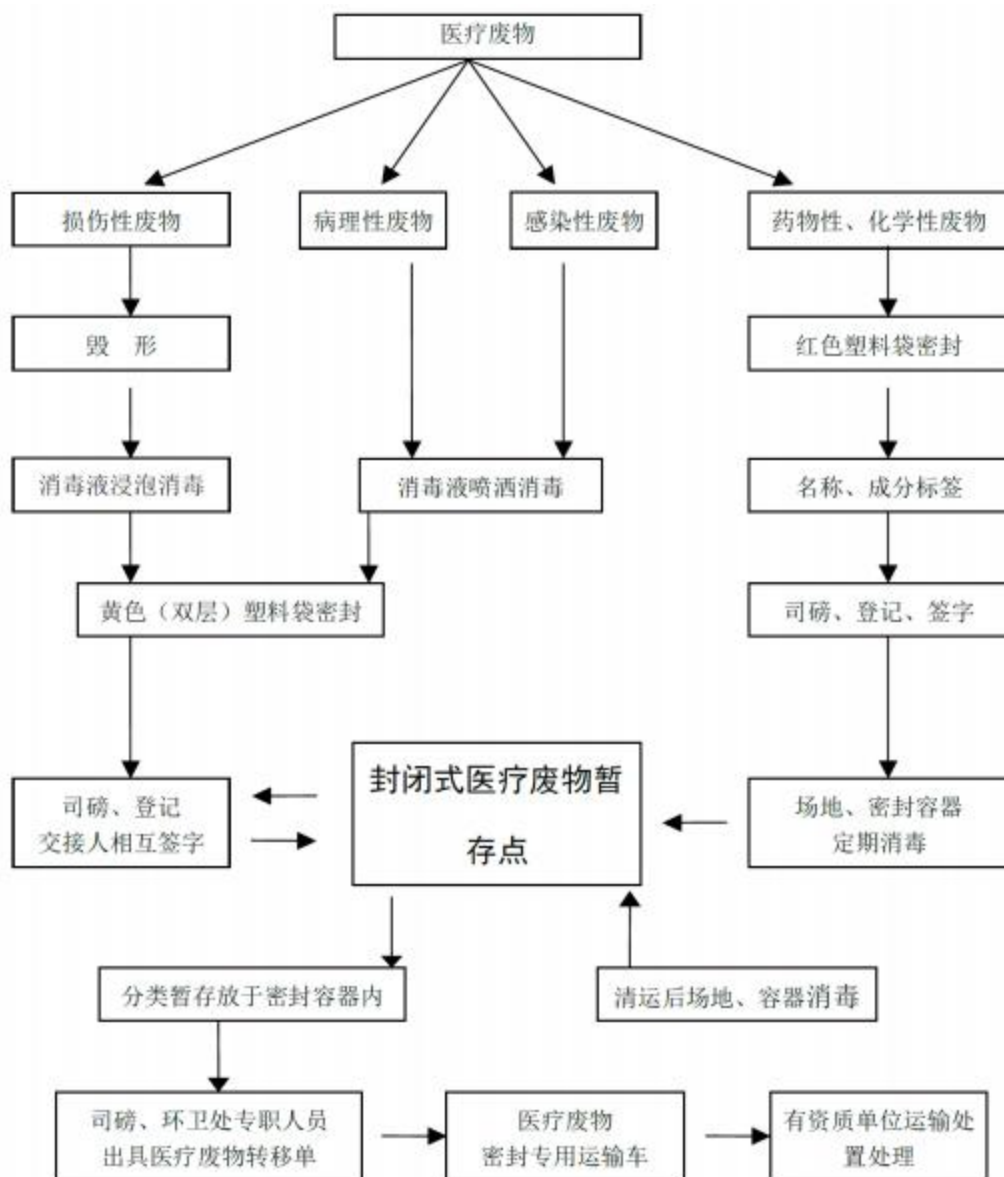 医疗废物
损伤性废物
病理性废物
感染性废物
药物性、化学性废物
毁 形
红色塑料袋密封
消毒液浸泡消毒
消毒液喷洒消毒
名称、成分标签
黄色（双层）塑料袋密封
司磅、登记、签字
封闭式医疗废物暂
存点
司磅、登记
交接人相互签字
场地、密封容器
定期消毒
分类暂存放于密封容器内
清运后场地、容器消毒
司磅、环卫处专职人员
出具医疗废物转移单
医疗废物
密封专用运输车
有资质单位运输处
置处理